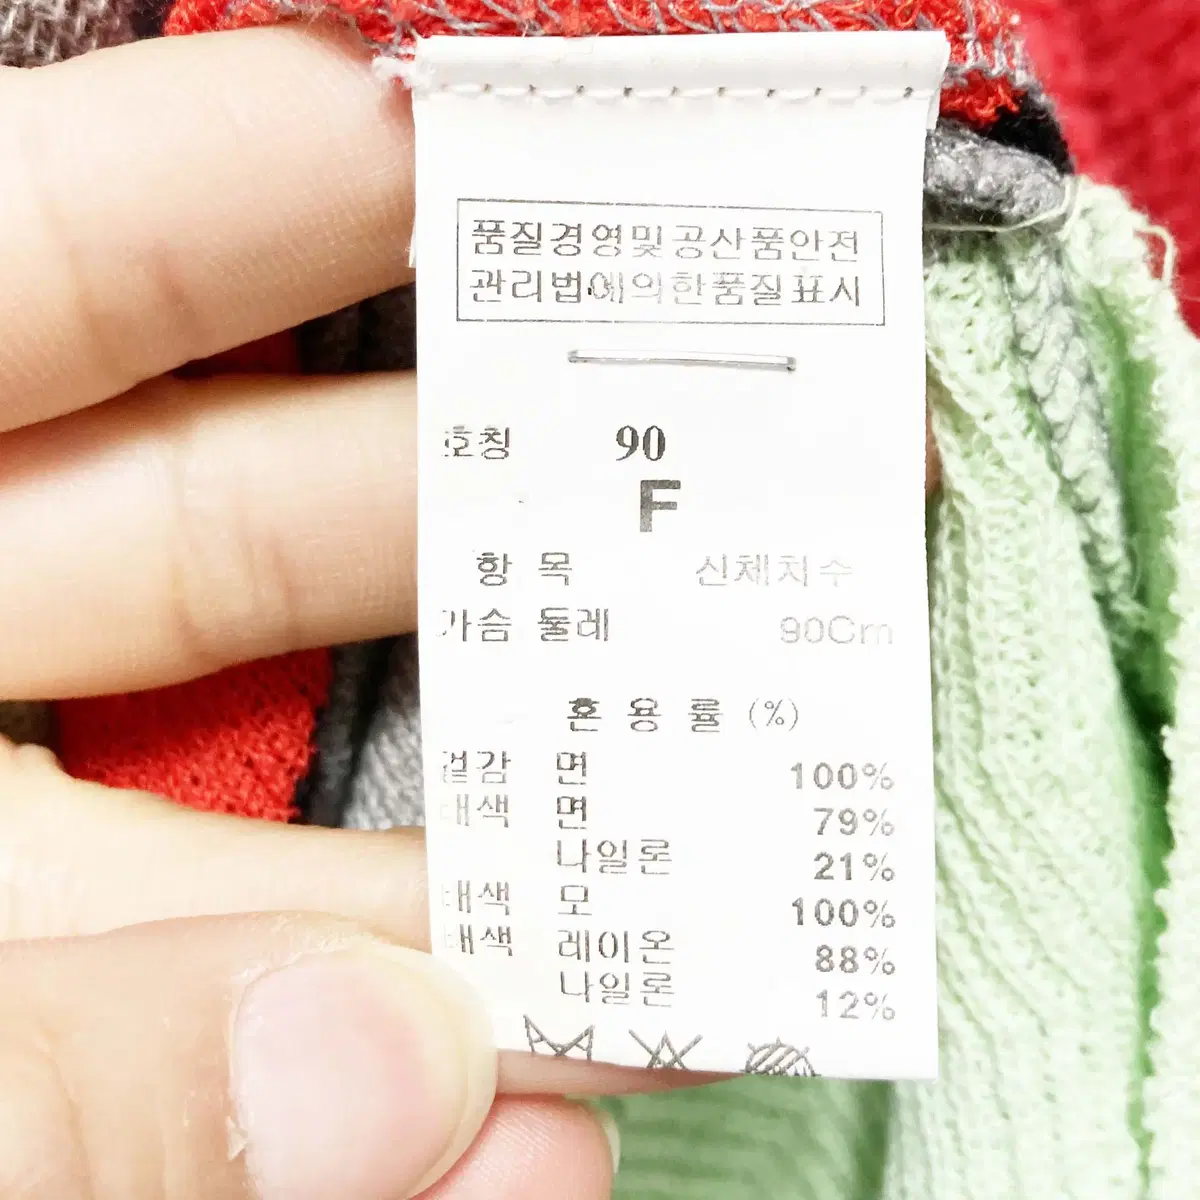 품질경영및공산품안전
관리법에의한품질표시
호칭 90
F
항 목 신체치수
가슴 둘레 90Cm
혼 용 률 (%)
겉감 면 100%
배색 면 79%
나일론 21%
배색 모 100%
배색 레이온 88%
나일론 12%